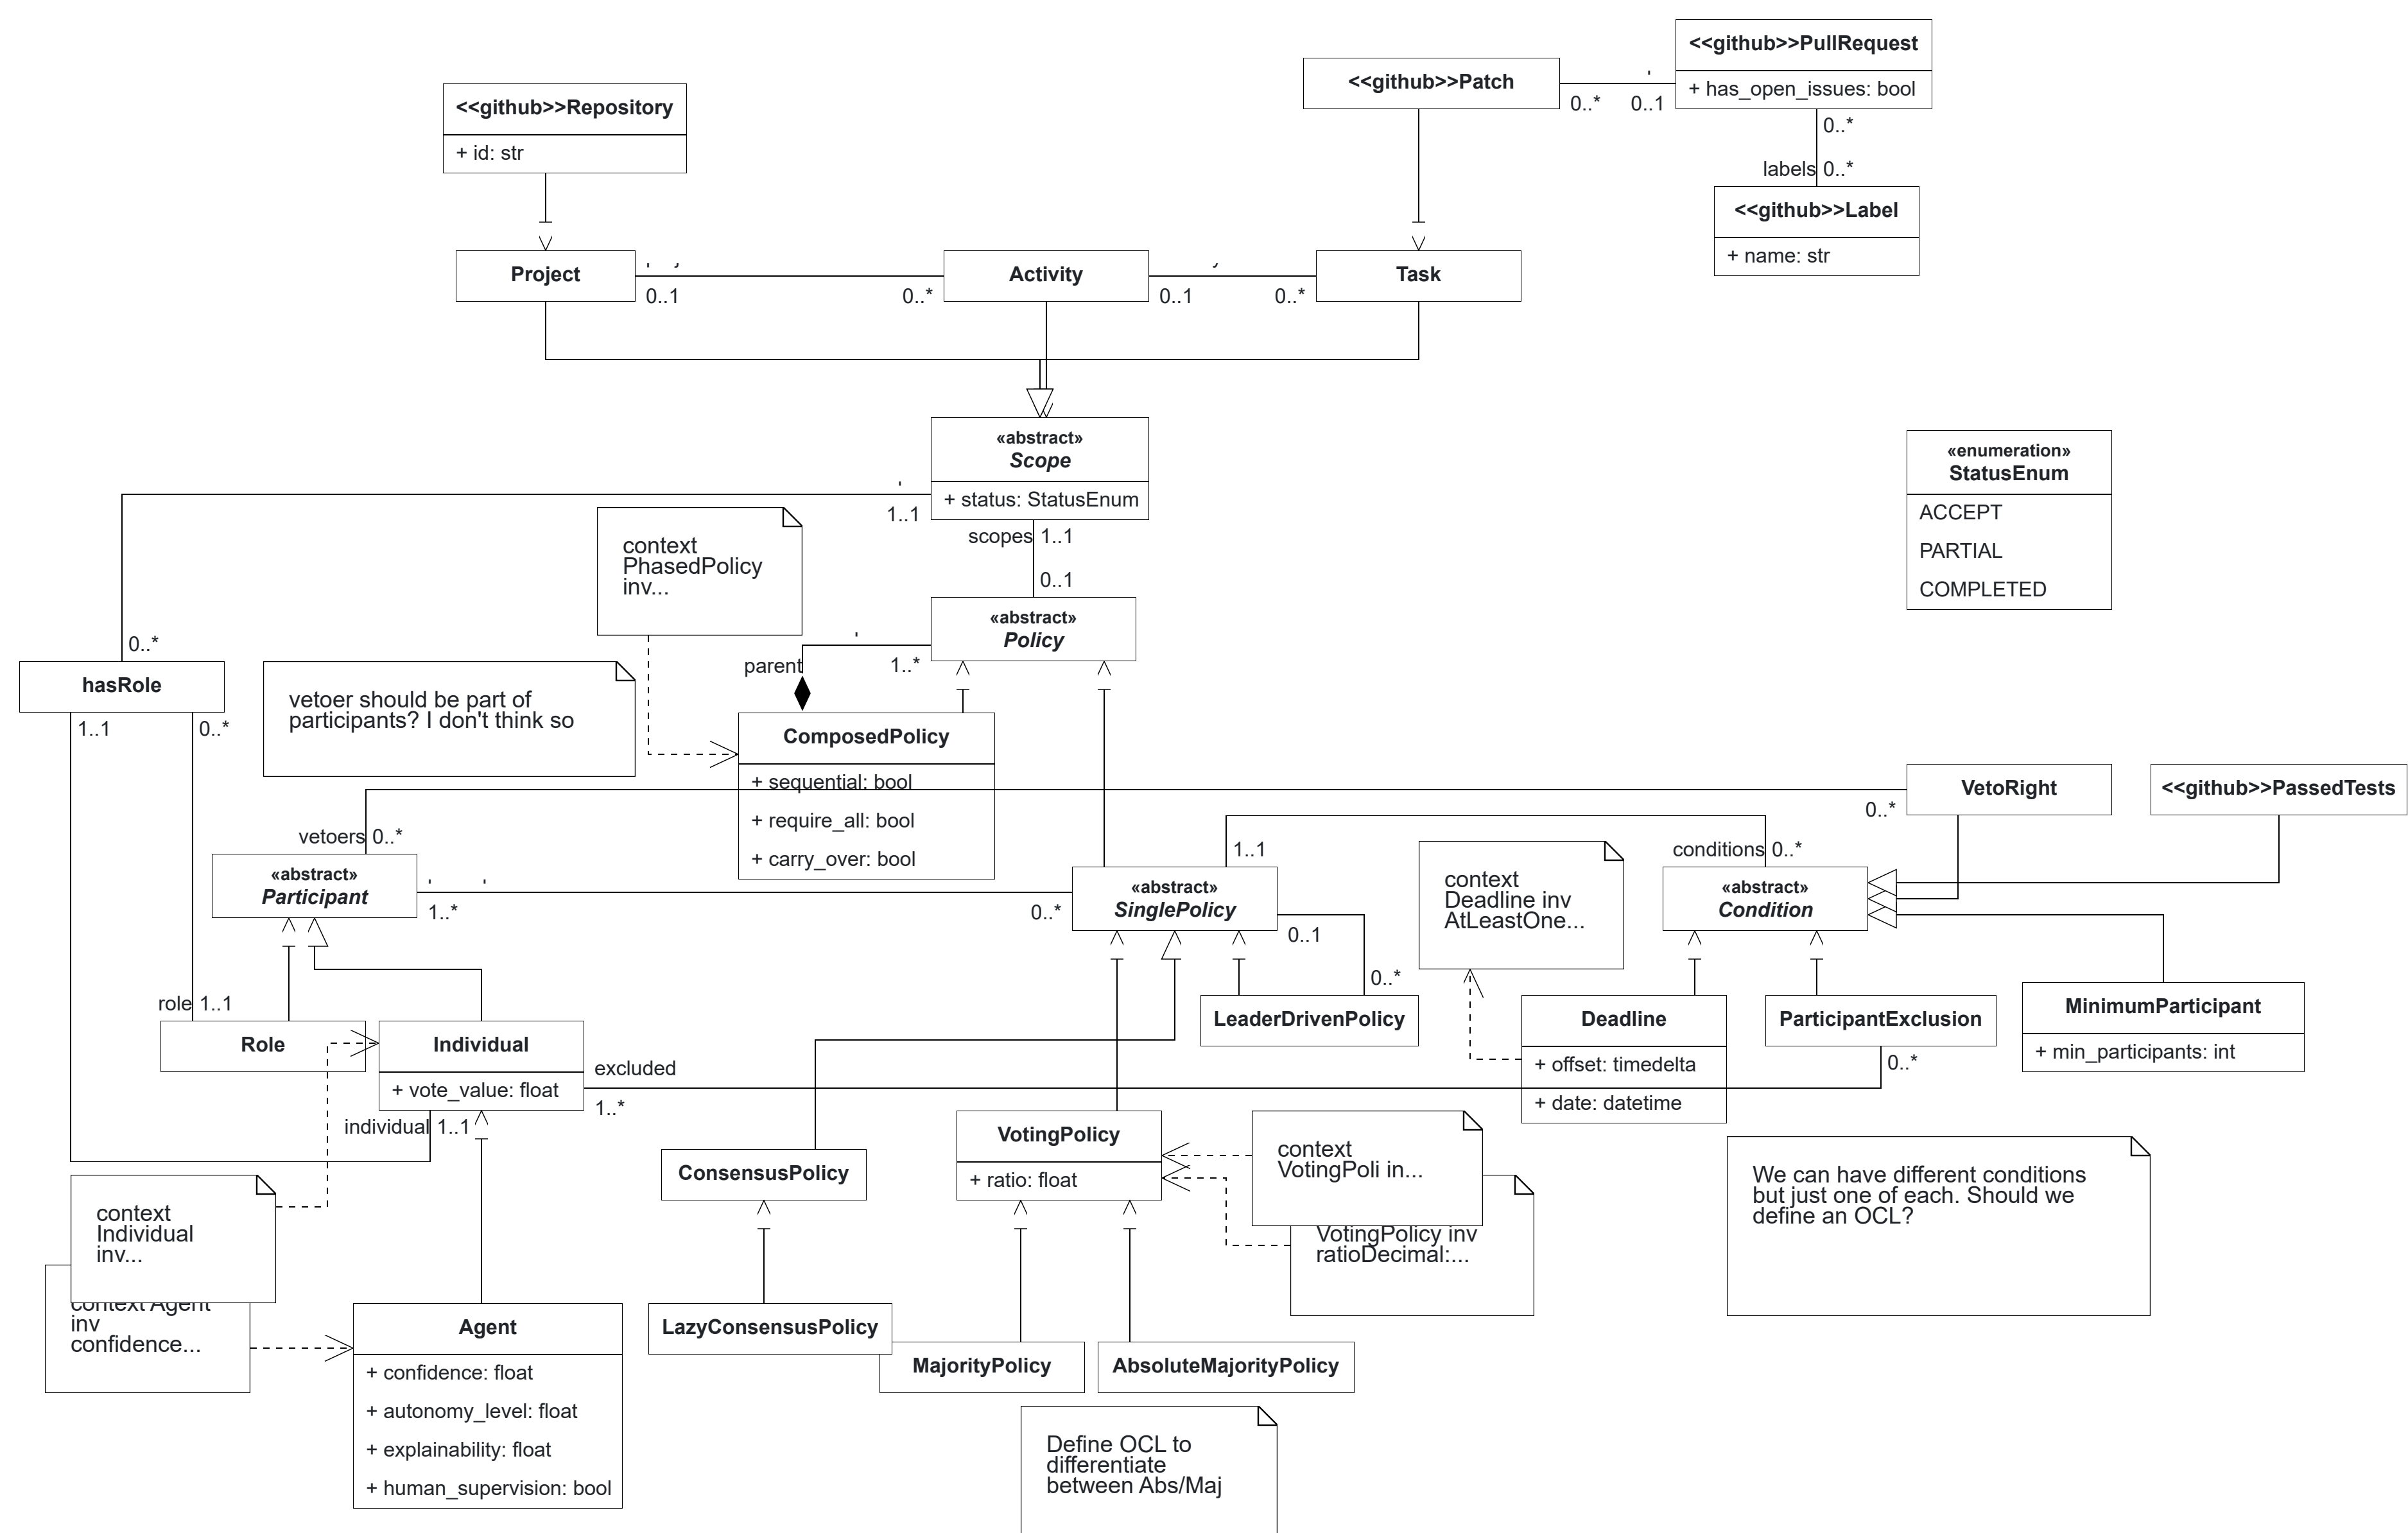 <<github>>PullRequest
+ has_open_issues: bool
<<github>>Patch
0..*
0..1
<<github>>Repository
+ id: str
0..*
labels 0..*
<<github>>Label
+ name: str
Project
0..1
0..*
Activity
0..1
0..*
Task
«abstract»
Scope
+ status: StatusEnum
1..1
scopes 1..1
0..1
«enumeration»
StatusEnum
ACCEPT
PARTIAL
COMPLETED
context
PhasedPolicy
inv...
«abstract»
Policy
parent
1..*
0..*
hasRole
1..1
0..*
vetoer should be part of
participants? I don't think so
ComposedPolicy
+ sequential: bool
+ require_all: bool
+ carry_over: bool
VetoRight
0..*
<<github>>PassedTests
vetoers 0..*
«abstract»
Participant
1..*
0..*
1..1
«abstract»
SinglePolicy
0..1
0..*
context
Deadline inv
AtLeastOne...
conditions 0..*
«abstract»
Condition
role 1..1
Role
Individual
+ vote_value: float
individual 1..1
excluded
1..*
LeaderDrivenPolicy
Deadline
+ offset: timedelta
+ date: datetime
ParticipantExclusion
0..*
MinimumParticipant
+ min_participants: int
ConsensusPolicy
VotingPolicy
+ ratio: float
context
VotingPoli in...
VotingPolicy inv
ratioDecimal:...
We can have different conditions
but just one of each. Should we
define an OCL?
context
Individual
inv...
context Agent
inv
confidence...
Agent
+ confidence: float
+ autonomy_level: float
+ explainability: float
+ human_supervision: bool
LazyConsensusPolicy
MajorityPolicy
AbsoluteMajorityPolicy
Define OCL to
differentiate
between Abs/Maj